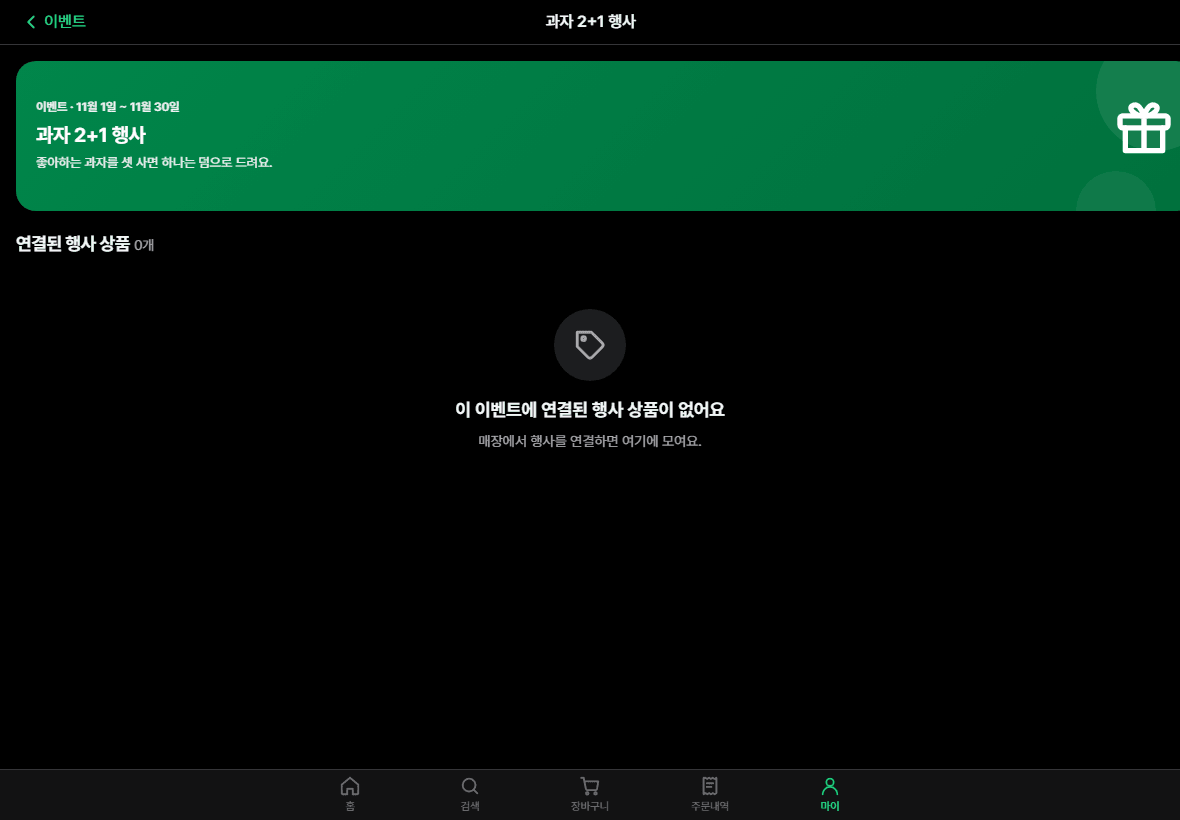 이벤트
과자 2+1 행사
이벤트 · 11월 1일 ~ 11월 30일
과자 2+1 행사
좋아하는 과자를 셋 사면 하나는 덤으로 드려요.
연결된 행사 상품 0개
이 이벤트에 연결된 행사 상품이 없어요
매장에서 행사를 연결하면 여기에 모여요.
홈
검색
장바구니
주문내역
마이